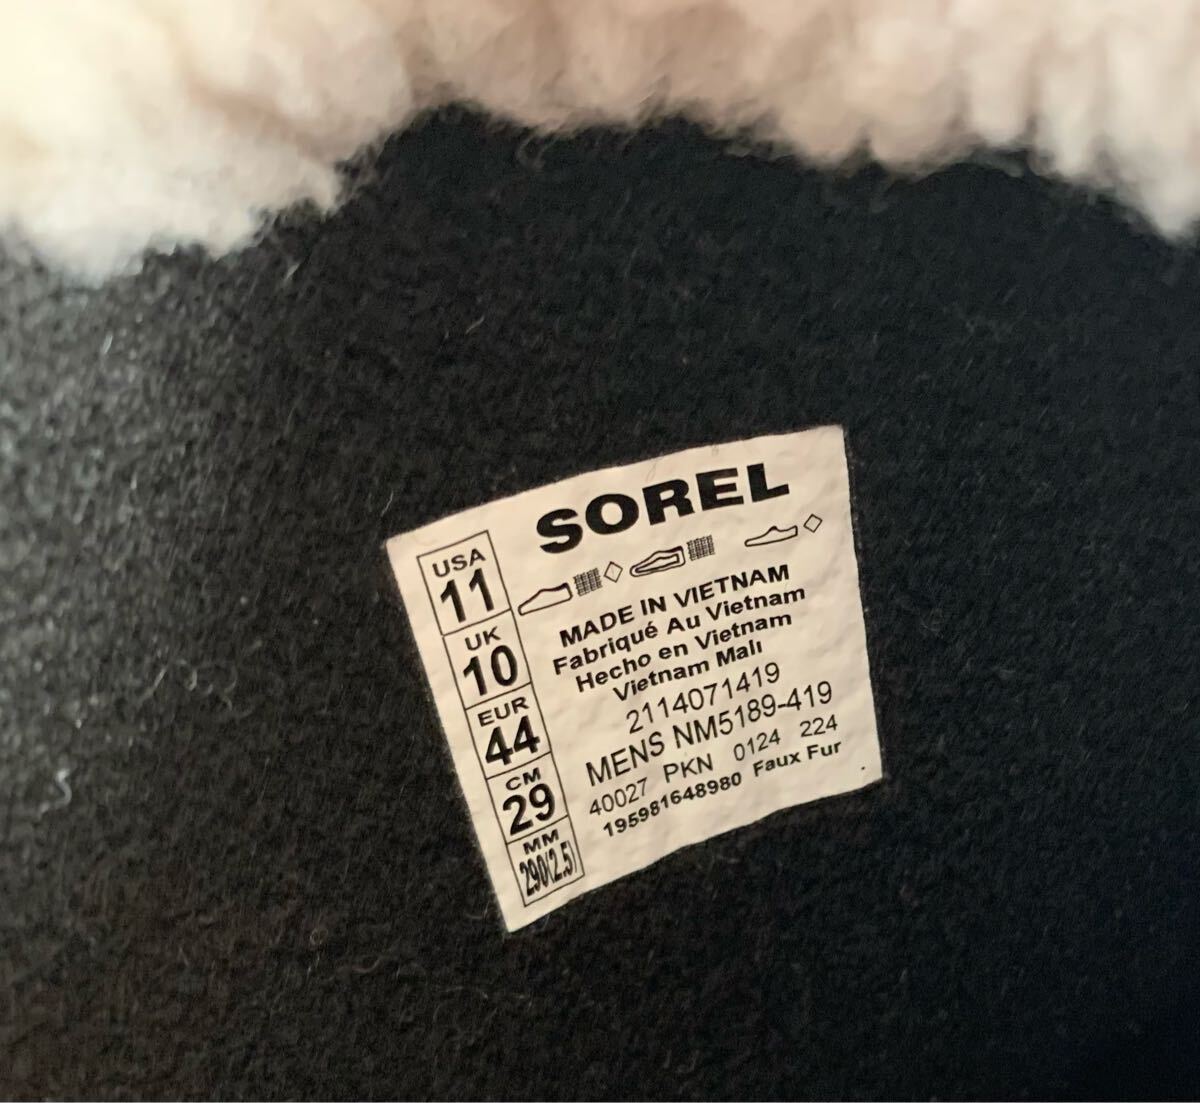 SOREL
USA
11
UK
10
EUR
44
CM
29
MM
290(2.5)
MADE IN VIETNAM
Fabriqué Au Vietnam
Hecho en Vietnam
Vietnam Malı
2114071419
MENS NM5189-419
40027 PKN 0124 224
195981648980 Faux Fur